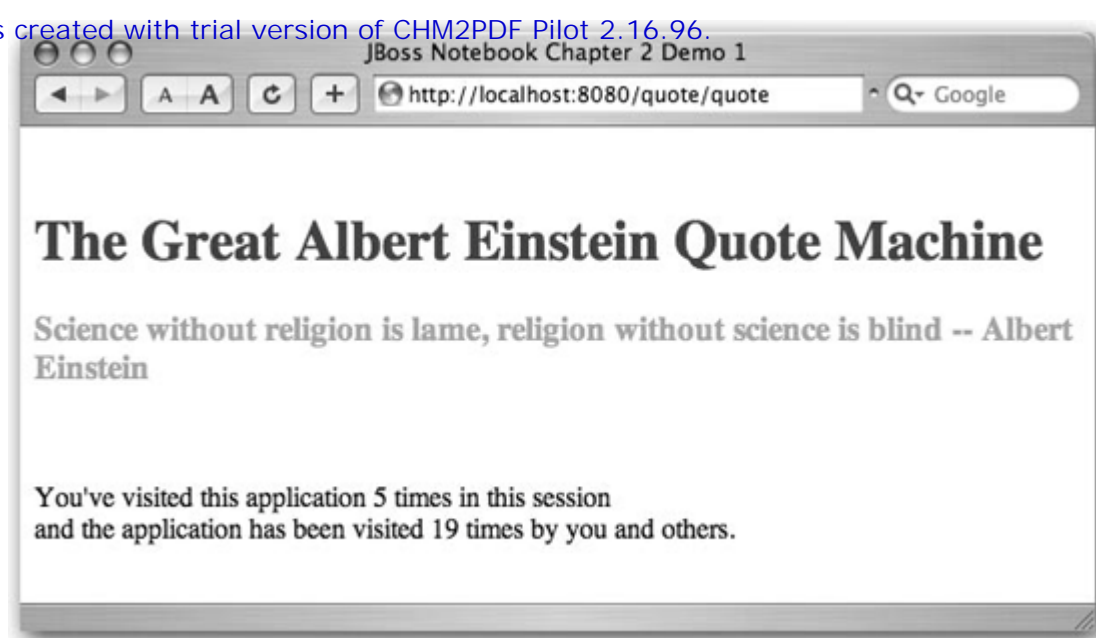 s created with trial version of CHM2PDF Pilot 2.16.96.
JBoss Notebook Chapter 2 Demo 1
A A C + http://localhost:8080/quote/quote Q Google
The Great Albert Einstein Quote Machine
Science without religion is lame, religion without science is blind -- Albert
Einstein
You've visited this application 5 times in this session
and the application has been visited 19 times by you and others.